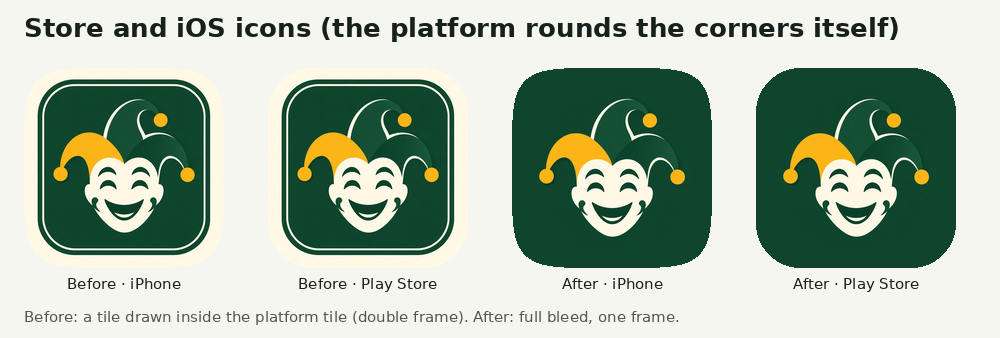 Store and iOS icons (the platform rounds the corners itself)
Before · iPhone
Before · Play Store
After · iPhone
After · Play Store
Before: a tile drawn inside the platform tile (double frame). After: full bleed, one frame.